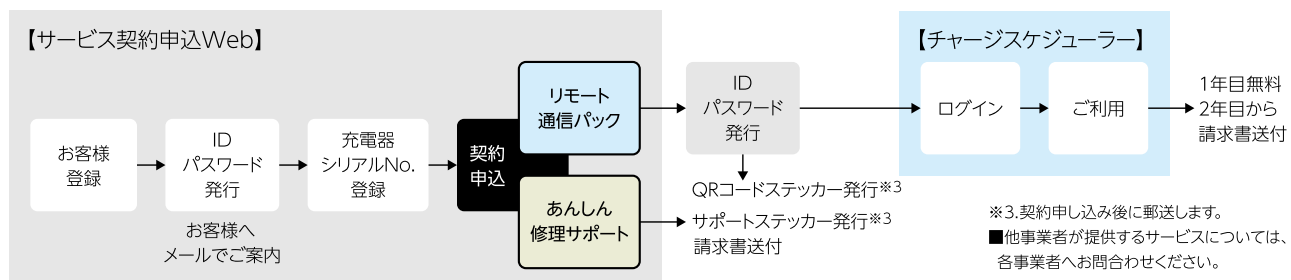 【サービス契約申込Web】
お客様
登録
ID
パスワード
発行
お客様へ
メールでご案内
充電器
シリアルNo.
登録
契約
申込
リモート
通信パック
あんしん
修理サポート
ID
パスワード
発行
QRコードステッカー発行※3
サポートステッカー発行※3
請求書送付
【チャージスケジューラー】
ログイン
ご利用
1年目無料
2年目から
請求書送付
※3.契約申し込み後に郵送します。
■他事業者が提供するサービスについては、
各事業者へお問合わせください。